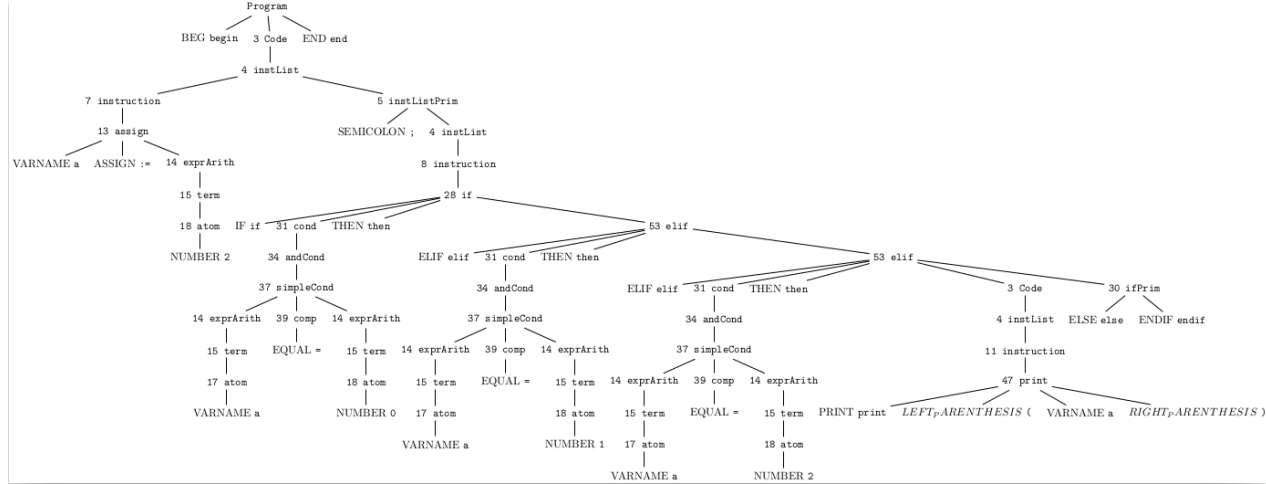 Program
BEG begin 3 Code END end
4 instList
7 instruction 5 instListPrim
13 assign SEMICOLON ; 4 instList
VARNAME a ASSIGN := 14 exprArith 8 instruction
15 term 28 if
18 atom IF if 31 cond THEN then 53 elif
NUMBER 2 34 andCond ELIF elif 31 cond THEN then 53 elif
37 simpleCond 34 andCond ELIF elif 31 cond THEN then 3 Code 30 ifPrim
14 exprArith 39 comp 14 exprArith 37 simpleCond 34 andCond 4 instList ELSE else ENDIF endif
15 term EQUAL = 15 term 14 exprArith 39 comp 14 exprArith 37 simpleCond 11 instruction
17 atom 18 atom 15 term EQUAL = 15 term 14 exprArith 39 comp 14 exprArith 47 print
VARNAME a NUMBER 0 17 atom 18 atom 15 term EQUAL = 15 term PRINT print LEFT_PARENTHESIS ( VARNAME a RIGHT_PARENTHESIS )
VARNAME a NUMBER 1 17 atom 18 atom
VARNAME a NUMBER 2